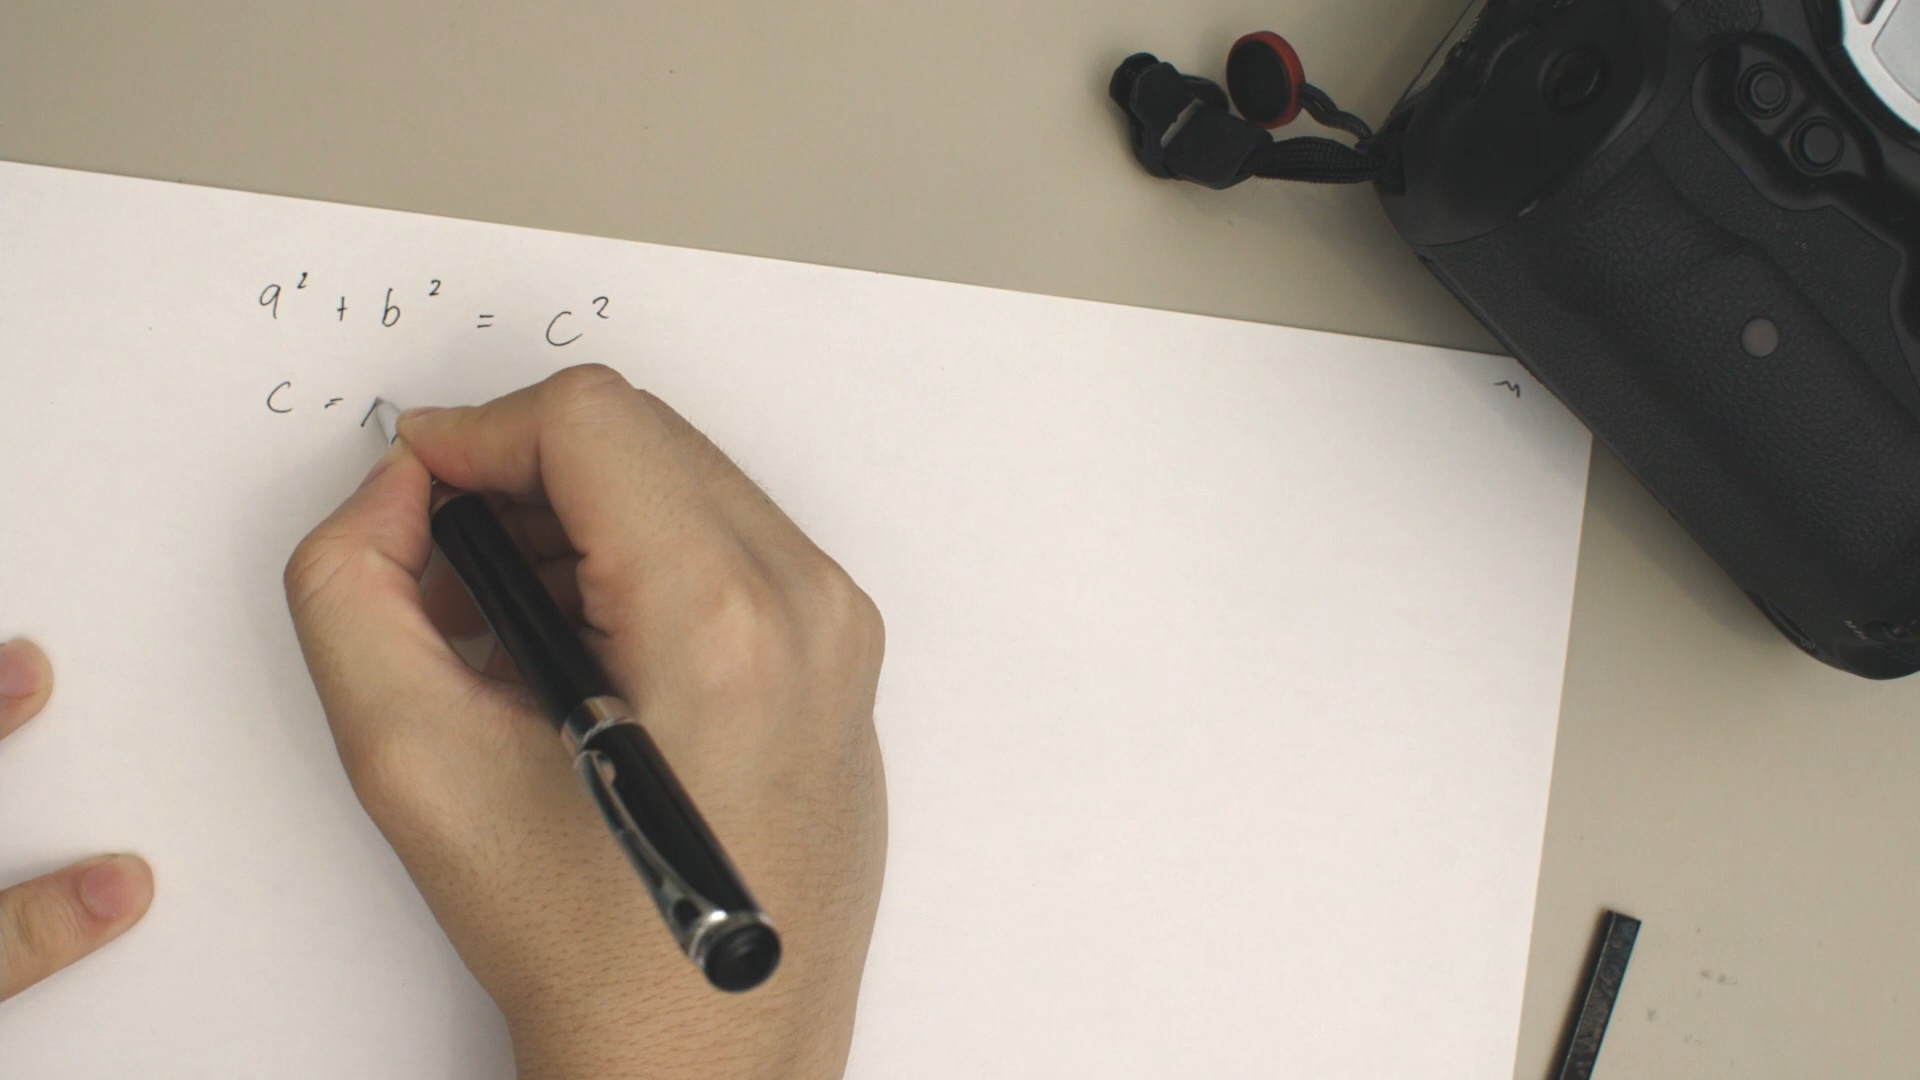 a² + b² = c²
c =